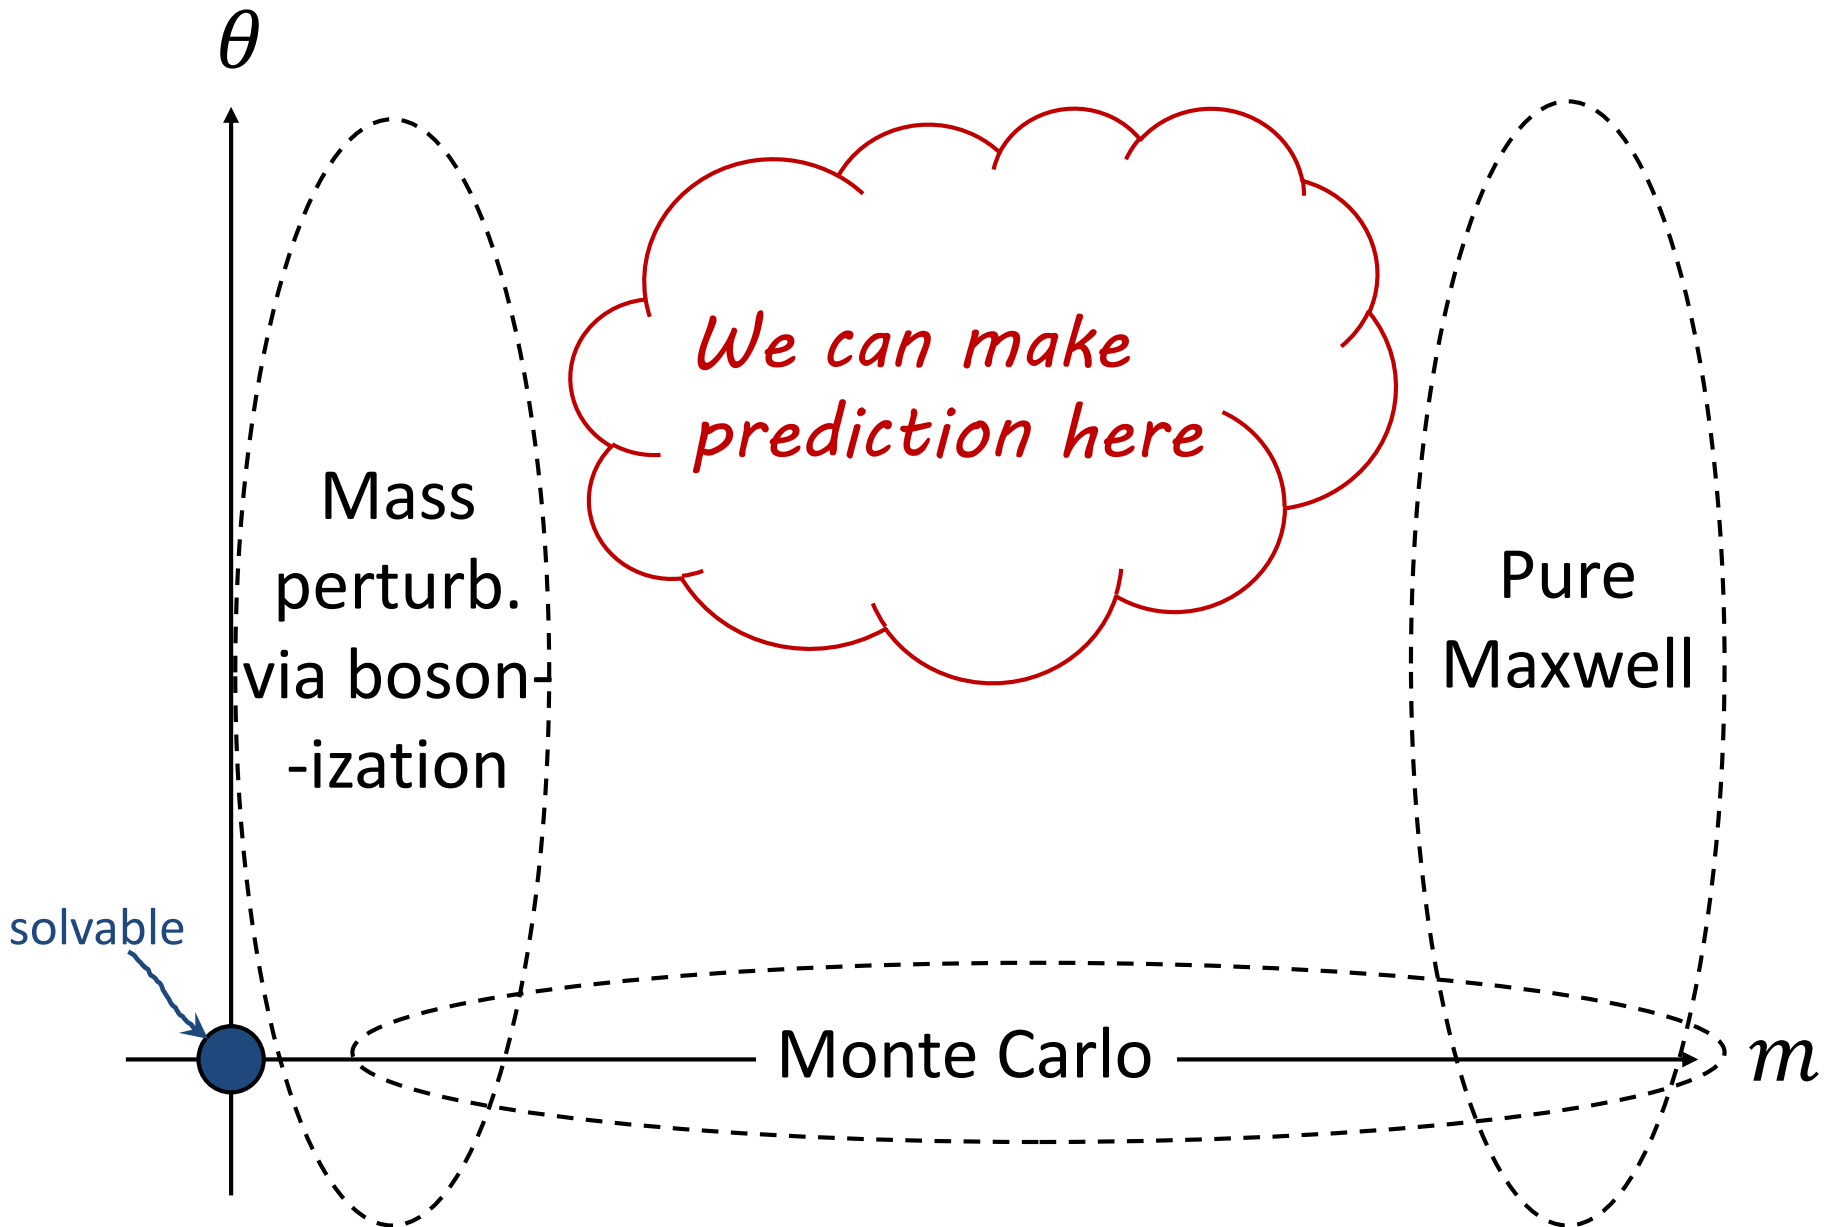 θ
We can make
prediction here
Mass
perturb.
via boson-
-ization
Pure
Maxwell
solvable
Monte Carlo
m